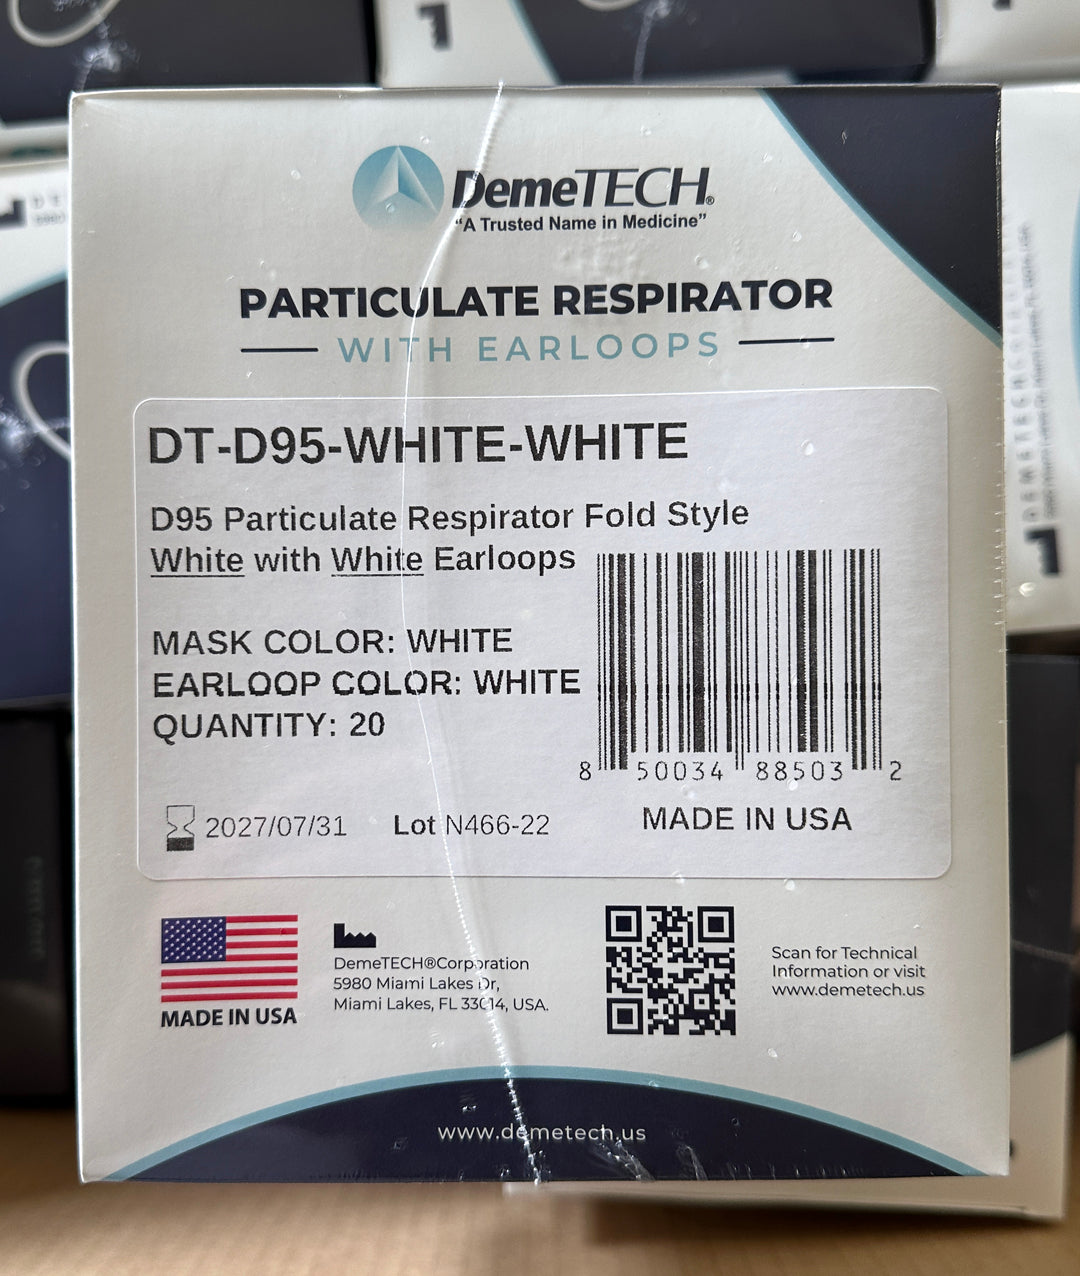 DemeTECH®
"A Trusted Name in Medicine"
PARTICULATE RESPIRATOR
WITH EARLOOPS
DT-D95-WHITE-WHITE
D95 Particulate Respirator Fold Style
White with White Earloops
MASK COLOR: WHITE
EARLOOP COLOR: WHITE
QUANTITY: 20
8 50034 88503 2
2027/07/31 Lot N466-22 MADE IN USA
MADE IN USA
DemeTECH®Corporation
5980 Miami Lakes Dr,
Miami Lakes, FL 33014, USA.
Scan for Technical
Information or visit
www.demetech.us
www.demetech.us